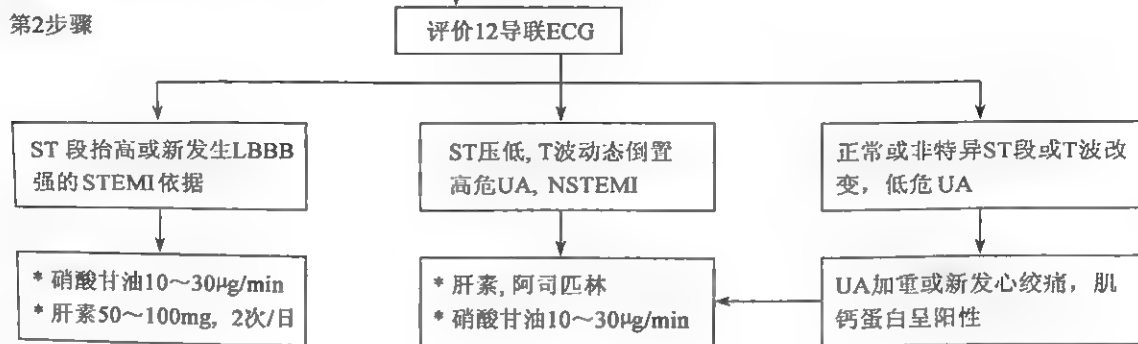 第2步骤
评价12导联ECG
ST 段抬高或新发生LBBB
强的STEMI依据
ST压低, T波动态倒置
高危UA, NSTEMI
正常或非特异ST段或T波改
变，低危 UA
* 硝酸甘油10～30μg/min
* 肝素50～100mg, 2次/日
* 肝素, 阿司匹林
* 硝酸甘油10～30μg/min
UA加重或新发心绞痛，肌
钙蛋白呈阳性